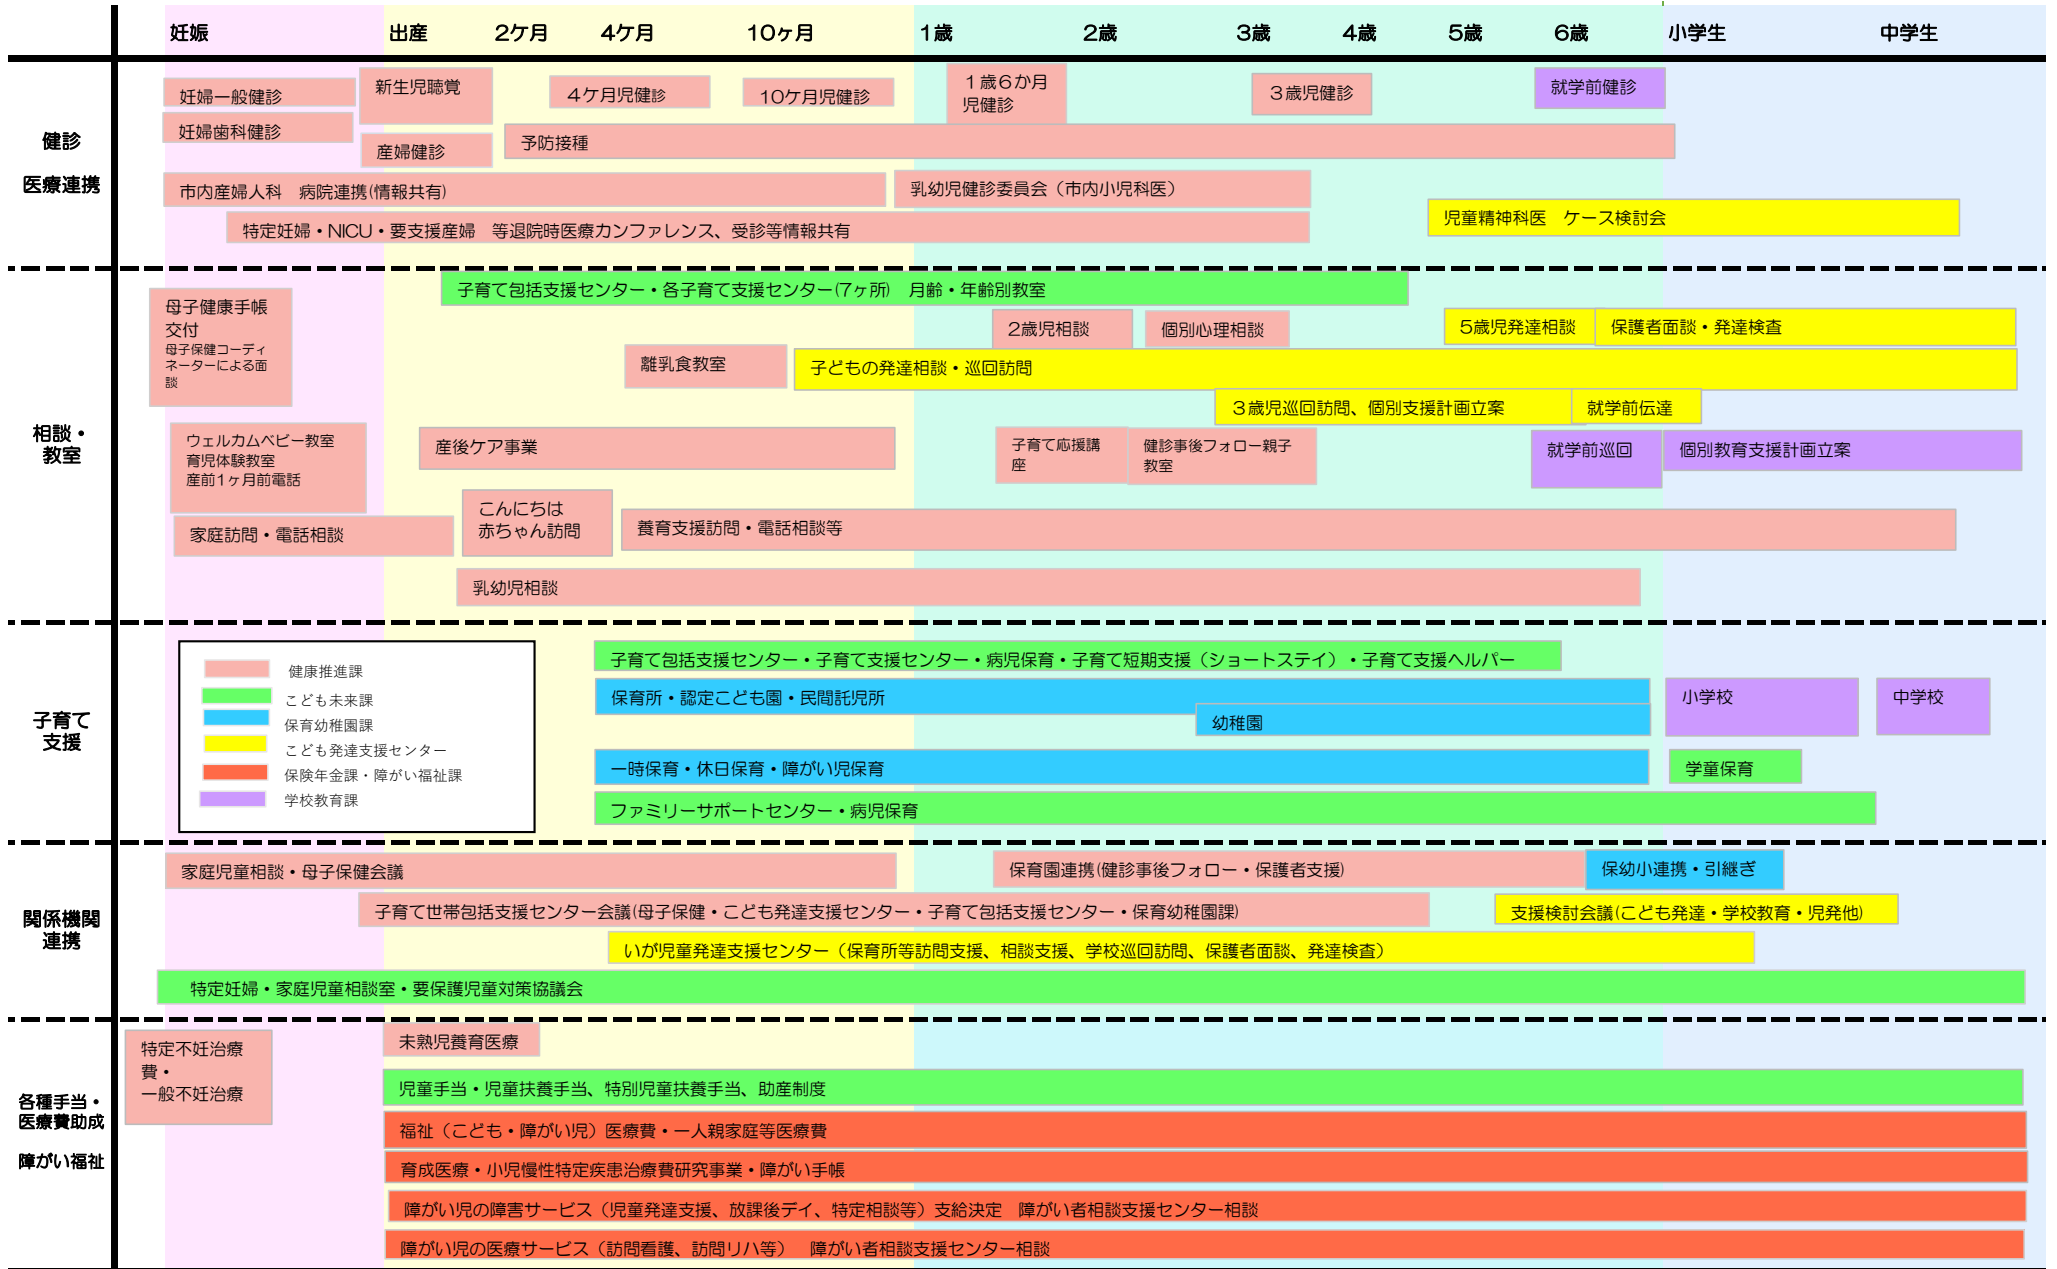 妊娠
出産
2ケ月
4ケ月
10ヶ月
1歳
2歳
3歳
4歳
5歳
6歳
小学生
中学生
健診
医療連携
妊婦一般健診
新生児聴覚
4ケ月児健診
10ケ月児健診
1歳6か月
児健診
3歳児健診
就学前健診
妊婦歯科健診
産婦健診
予防接種
市内産婦人科　病院連携(情報共有)
乳幼児健診委員会（市内小児科医）
児童精神科医　ケース検討会
特定妊婦・NICU・要支援産婦　等退院時医療カンファレンス、受診等情報共有
相談・
教室
子育て包括支援センター・各子育て支援センター(7ヶ所)　月齢・年齢別教室
母子健康手帳
交付
母子保健コーディ
ネーターによる面
談
2歳児相談
個別心理相談
5歳児発達相談
保護者面談・発達検査
離乳食教室
子どもの発達相談・巡回訪問
3歳児巡回訪問、個別支援計画立案
就学前伝達
ウェルカムベビー教室
育児体験教室
産前1ヶ月前電話
産後ケア事業
子育て応援講
座
健診事後フォロー親子
教室
就学前巡回
個別教育支援計画立案
こんにちは
赤ちゃん訪問
家庭訪問・電話相談
養育支援訪問・電話相談等
乳幼児相談
子育て
支援
健康推進課
こども未来課
保育幼稚園課
こども発達支援センター
保険年金課・障がい福祉課
学校教育課
子育て包括支援センター・子育て支援センター・病児保育・子育て短期支援（ショートステイ）・子育て支援ヘルパー
保育所・認定こども園・民間託児所
幼稚園
小学校
中学校
一時保育・休日保育・障がい児保育
学童保育
ファミリーサポートセンター・病児保育
関係機関
連携
家庭児童相談・母子保健会議
保育園連携(健診事後フォロー・保護者支援)
保幼小連携・引継ぎ
子育て世帯包括支援センター会議(母子保健・こども発達支援センター・子育て包括支援センター・保育幼稚園課)
支援検討会議(こども発達・学校教育・児発他)
いが児童発達支援センター（保育所等訪問支援、相談支援、学校巡回訪問、保護者面談、発達検査）
特定妊婦・家庭児童相談室・要保護児童対策協議会
各種手当・
医療費助成
障がい福祉
特定不妊治療
費・
一般不妊治療
未熟児養育医療
児童手当・児童扶養手当、特別児童扶養手当、助産制度
福祉（こども・障がい児）医療費・一人親家庭等医療費
育成医療・小児慢性特定疾患治療費研究事業・障がい手帳
障がい児の障害サービス（児童発達支援、放課後デイ、特定相談等）支給決定　障がい者相談支援センター相談
障がい児の医療サービス（訪問看護、訪問リハ等）　障がい者相談支援センター相談